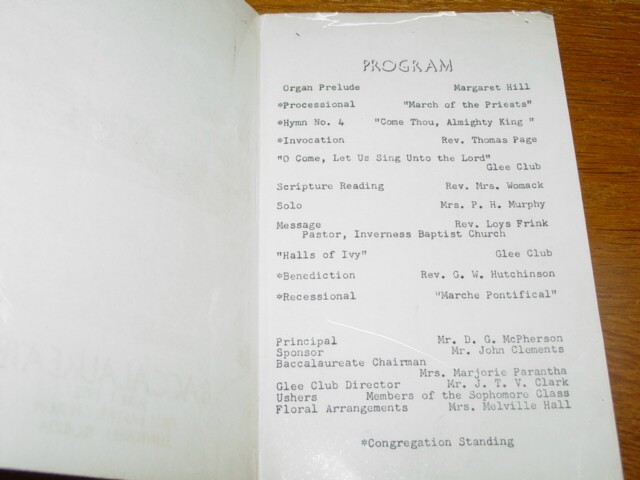 PROGRAM
Organ Prelude Margaret Hill
*Processional "March of the Priests"
*Hymn No. 4 "Come Thou, Almighty King "
*Invocation Rev. Thomas Page
"O Come, Let Us Sing Unto the Lord"
Glee Club
Scripture Reading Rev. Mrs. Womack
Solo Mrs. P. H. Murphy
Message Rev. Loys Frink
Pastor, Inverness Baptist Church
"Halls of Ivy" Glee Club
*Benediction Rev. G. W. Hutchinson
*Recessional "Marche Pontifical"
Principal Mr. D. G. McPherson
Sponsor Mr. John Clements
Baccalaureate Chairman
Mrs. Marjorie Parantha
Glee Club Director Mr. J. T. V. Clark
Ushers Members of the Sophomore Class
Floral Arrangements Mrs. Melville Hall
*Congregation Standing